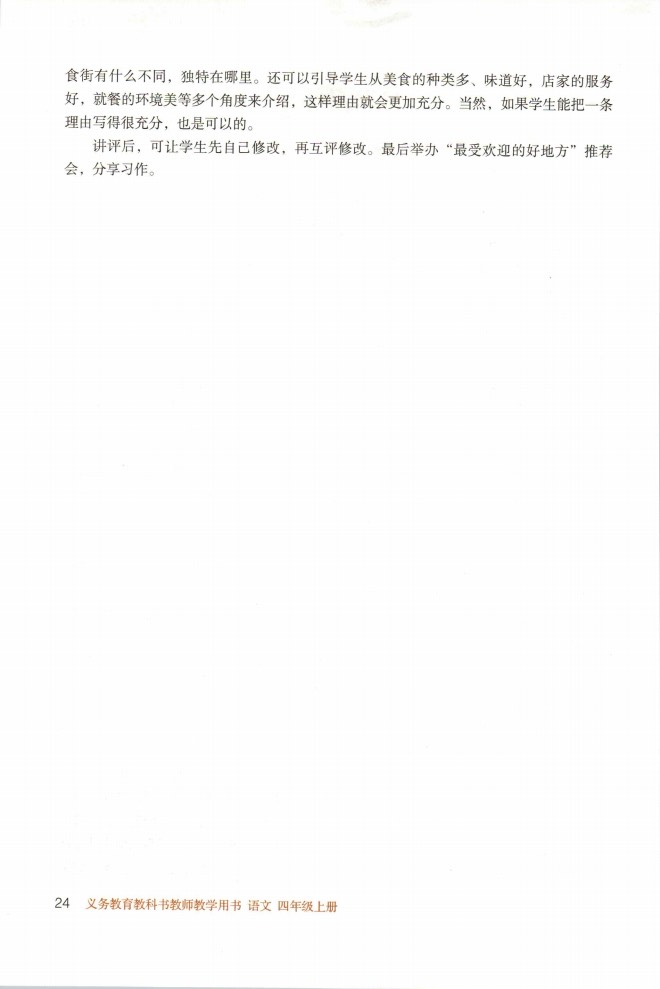 食街有什么不同，独特在哪里。还可以引导学生从美食的种类多、味道好，店家的服务
好，就餐的环境美等多个角度来介绍，这样理由就会更加充分。当然，如果学生能把一条
理由写得很充分，也是可以的。
讲评后，可让学生先自己修改，再互评修改。最后举办“最受欢迎的好地方”推荐
会，分享习作。
24 义务教育教科书教师教学用书 语文 四年级上册